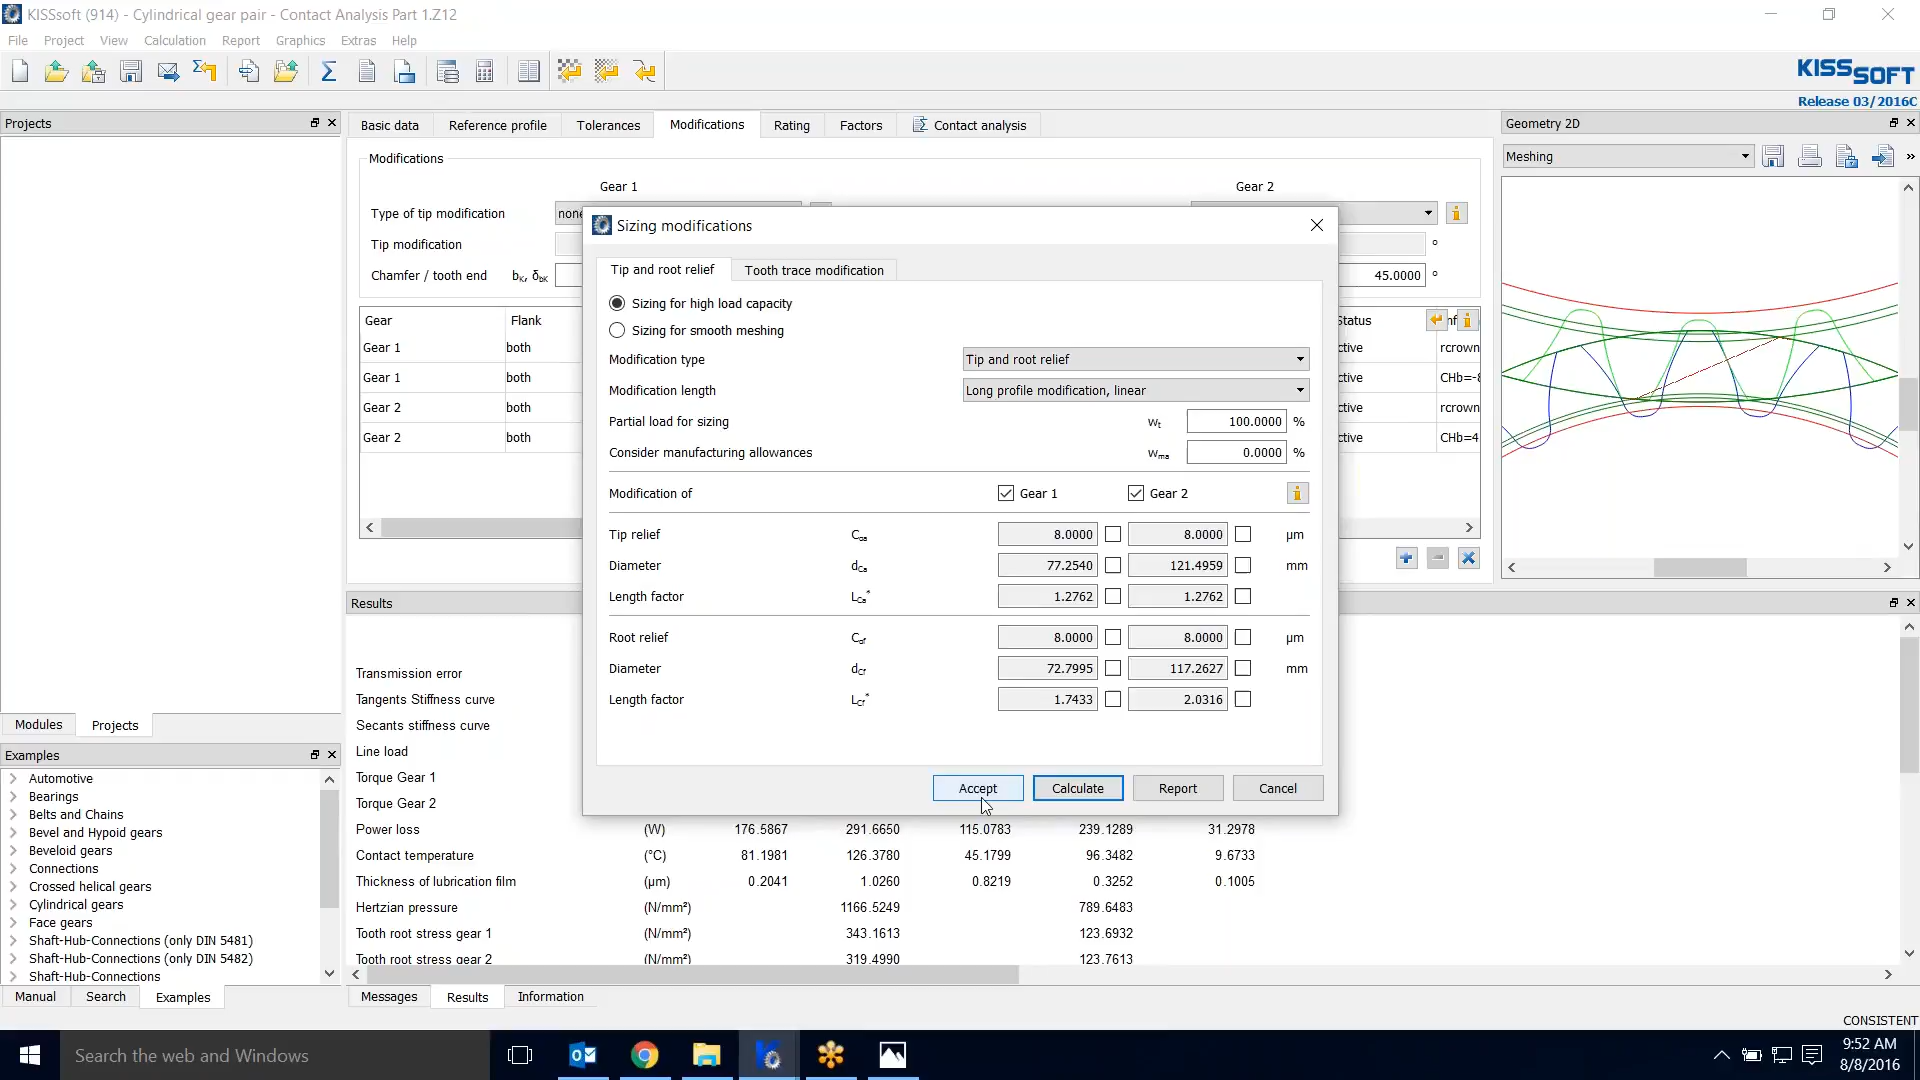 KISSsoft (914) - Cylindrical gear pair - Contact Analysis Part 1.Z12
File Project View Calculation Report Graphics Extras Help
KISSSOFT
Release 03/2016C
Projects
Basic data Reference profile Tolerances Modifications Rating Factors Contact analysis
Geometry 2D
Meshing
»
Modifications
Gear 1 Gear 2
Type of tip modification
Tip modification °
Chamfer / tooth end bK, δbK 45.0000 °
Gear Flank
Gear 1 both rcrown
Gear 1 both
Gear 2 both rcrown
Gear 2 both CHb=4
Sizing modifications
Tip and root relief Tooth trace modification
Sizing for high load capacity
Sizing for smooth meshing
Modification type Tip and root relief
Modification length Long profile modification, linear
Partial load for sizing wt 100.0000 %
Consider manufacturing allowances wma 0.0000 %
Modification of Gear 1 Gear 2
Tip relief Cαa 8.0000 8.0000 µm
Diameter dCa 77.2540 121.4959 mm
Length factor LCa* 1.2762 1.2762
Root relief Cαf 8.0000 8.0000 µm
Diameter dCf 72.7995 117.2627 mm
Length factor LCf* 1.7433 2.0316
Accept Calculate Report Cancel
Modules Projects
Examples
Automotive
Bearings
Belts and Chains
Bevel and Hypoid gears
Beveloid gears
Connections
Crossed helical gears
Cylindrical gears
Face gears
Shaft-Hub-Connections (only DIN 5481)
Shaft-Hub-Connections (only DIN 5482)
Shaft-Hub-Connections
Manual Search Examples
Results
Transmission error
Tangents Stiffness curve
Secants stiffness curve
Line load
Torque Gear 1
Torque Gear 2
Power loss (W) 176.5867 291.6650 115.0783 239.1289 31.2978
Contact temperature (°C) 81.1981 126.3780 45.1799 96.3482 9.6733
Thickness of lubrication film (µm) 0.2041 1.0260 0.8219 0.3252 0.1005
Hertzian pressure (N/mm²) 1166.5249 789.6483
Tooth root stress gear 1 (N/mm²) 343.1613 123.6932
Tooth root stress gear 2 (N/mm²) 319.4990 123.7613
Messages Results Information
CONSISTENT
Search the web and Windows
9:52 AM
8/8/2016